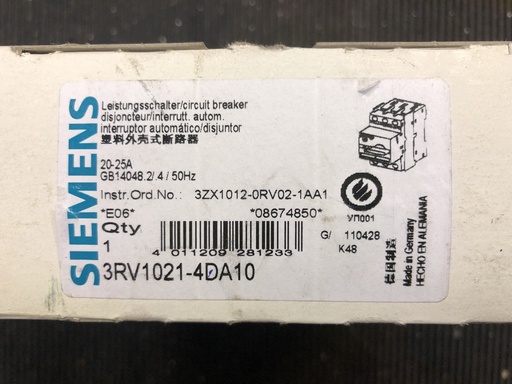 SIEMENS
Leistungsschalter/circuit breaker
disjoncteur/interrutt. autom.
interruptor automático/disjuntor
塑料外壳式断路器
20-25A
GB14048.2/ 4 / 50Hz
Instr.Ord.No.: 3ZX1012-0RV02-1AA1
*E06* *08674850*
Qty
1
4 011209 281233
3RV1021-4DA10
УП001
G/ 110428
K48
德国制造
Made in Germany
HECHO EN ALEMANIA